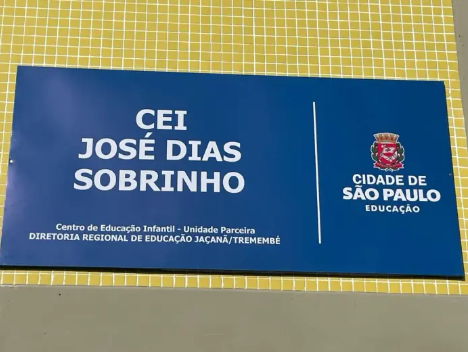 CEI
JOSÉ DIAS
SOBRINHO
Centro de Educação Infantil - Unidade Parceira
DIRETORIA REGIONAL DE EDUCAÇÃO JAÇANÃ/TREMEMBÉ
CIDADE DE
SÃO PAULO
EDUCAÇÃO